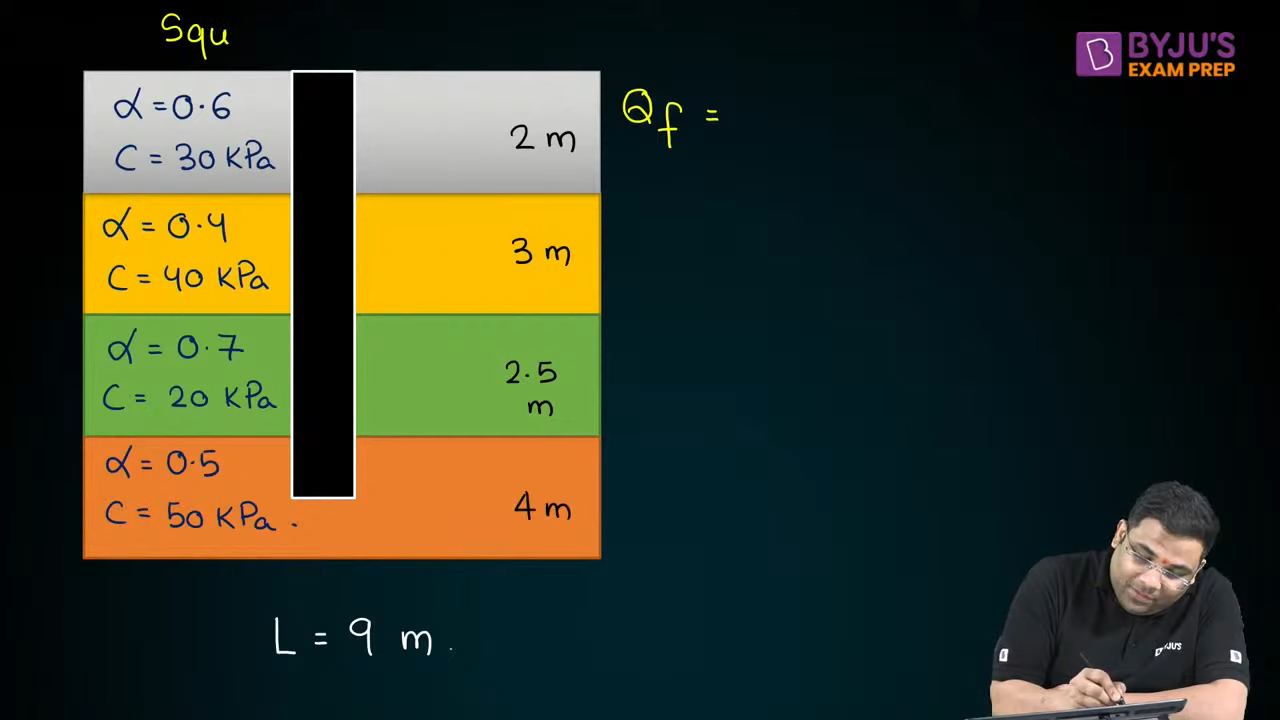 Squ
BYJU'S
EXAM PREP
α = 0.6
C = 30 KPa
2 m
Qf =
α = 0.4
C = 40 KPa
3 m
α = 0.7
C = 20 KPa
2.5
m
α = 0.5
C = 50 KPa .
4 m
L = 9 m .
BYJU'S